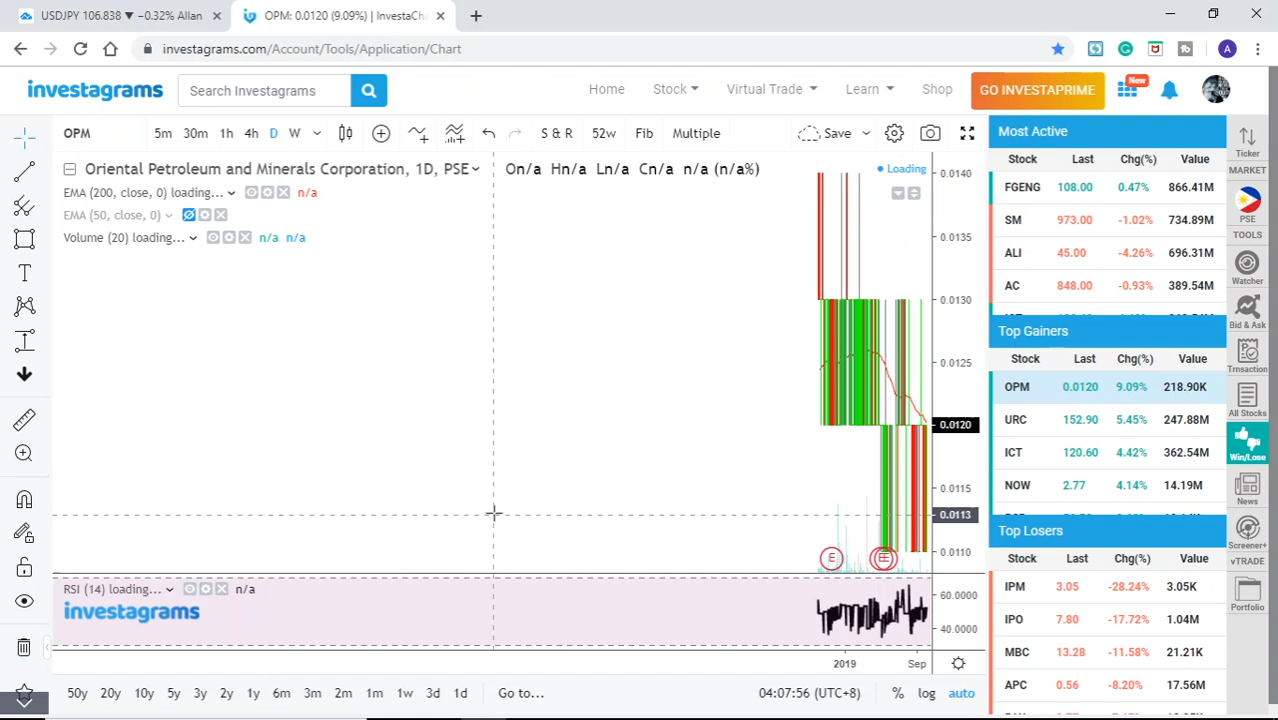 USDJPY 106.838 ▼ −0.32% Allan
OPM: 0.0120 (9.09%) | InvestaCha
investagrams.com/Account/Tools/Application/Chart
A
investagrams
Search Investagrams
Home
Stock
Virtual Trade
Learn
Shop
GO INVESTAPRIME
New
OPM
5m 30m 1h 4h D W
S & R
52w
Fib
Multiple
Save
Oriental Petroleum and Minerals Corporation, 1D, PSE
On/a Hn/a Ln/a Cn/a n/a (n/a%)
Loading
EMA (200, close, 0) loading...
n/a
EMA (50, close, 0)
Volume (20) loading...
n/a n/a
0.0140
0.0135
0.0130
0.0125
0.0120
0.0115
0.0113
0.0110
E
E
RSI (14) loading...
n/a
investagrams
60.0000
40.0000
2019
Sep
50y 20y 10y 5y 3y 2y 1y 6m 3m 2m 1m 1w 3d 1d
Go to...
04:07:56 (UTC+8)
%
log
auto
Most Active
Stock Last Chg(%) Value
FGENG 108.00 0.47% 866.41M
SM 973.00 -1.02% 734.89M
ALI 45.00 -4.26% 696.31M
AC 848.00 -0.93% 389.54M
Top Gainers
Stock Last Chg(%) Value
OPM 0.0120 9.09% 218.90K
URC 152.90 5.45% 247.88M
ICT 120.60 4.42% 362.54M
NOW 2.77 4.14% 14.19M
Top Losers
Stock Last Chg(%) Value
IPM 3.05 -28.24% 3.05K
IPO 7.80 -17.72% 1.04M
MBC 13.28 -11.58% 21.21K
APC 0.56 -8.20% 17.56M
Ticker
MARKET
PSE
TOOLS
Watcher
Bid & Ask
Trnsaction
All Stocks
Win/Lose
News
Screener+
vTRADE
Portfolio